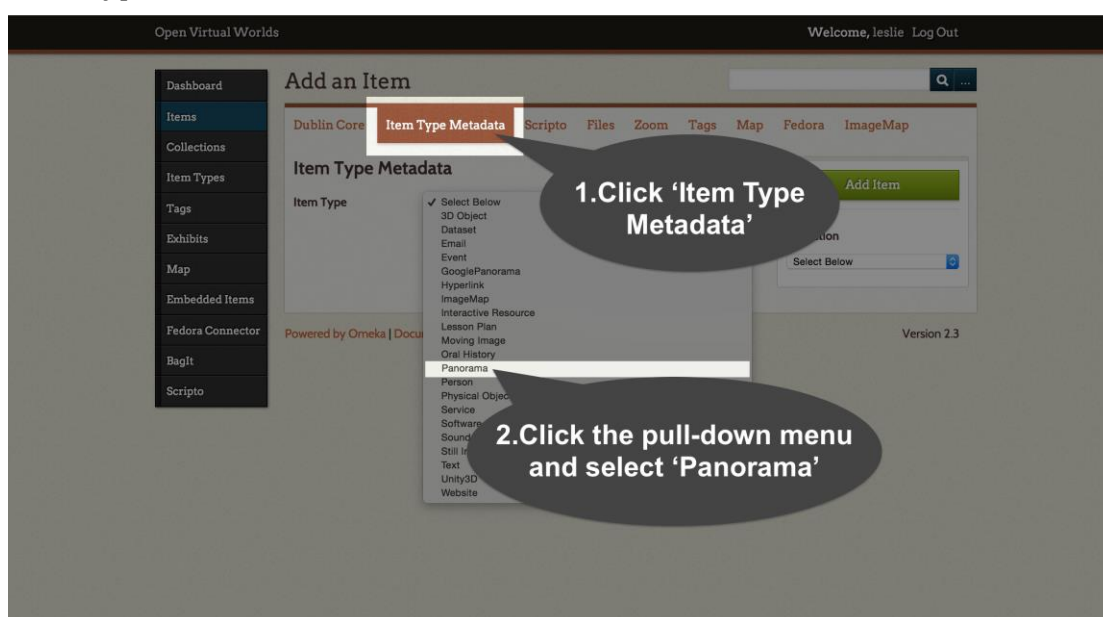 Open Virtual Worlds
Welcome, leslie Log Out
Add an Item
...
Dashboard
Items
Collections
Item Types
Tags
Exhibits
Map
Embedded Items
Fedora Connector
BagIt
Scripto
Dublin Core Item Type Metadata Scripto Files Zoom Tags Map Fedora ImageMap
Item Type Metadata
Item Type
✓ Select Below
3D Object
Dataset
Email
Event
GooglePanorama
Hyperlink
ImageMap
Interactive Resource
Lesson Plan
Moving Image
Oral History
Panorama
Person
Physical
Service
Software
Sound
Still
Text
Unity3D
Website
1.Click ‘Item Type
Metadata’
2.Click the pull-down menu
and select ‘Panorama’
Add Item
Select Below
Powered by Omeka |
Version 2.3